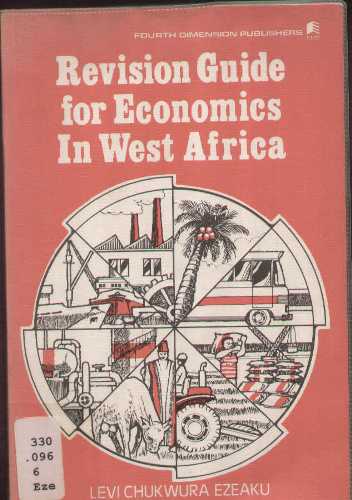 FOURTH DIMENSION PUBLISHERS
Revision Guide
for Economics
In West Africa
330
.096
6
Eze
LEVI CHUKWURA EZEAKU